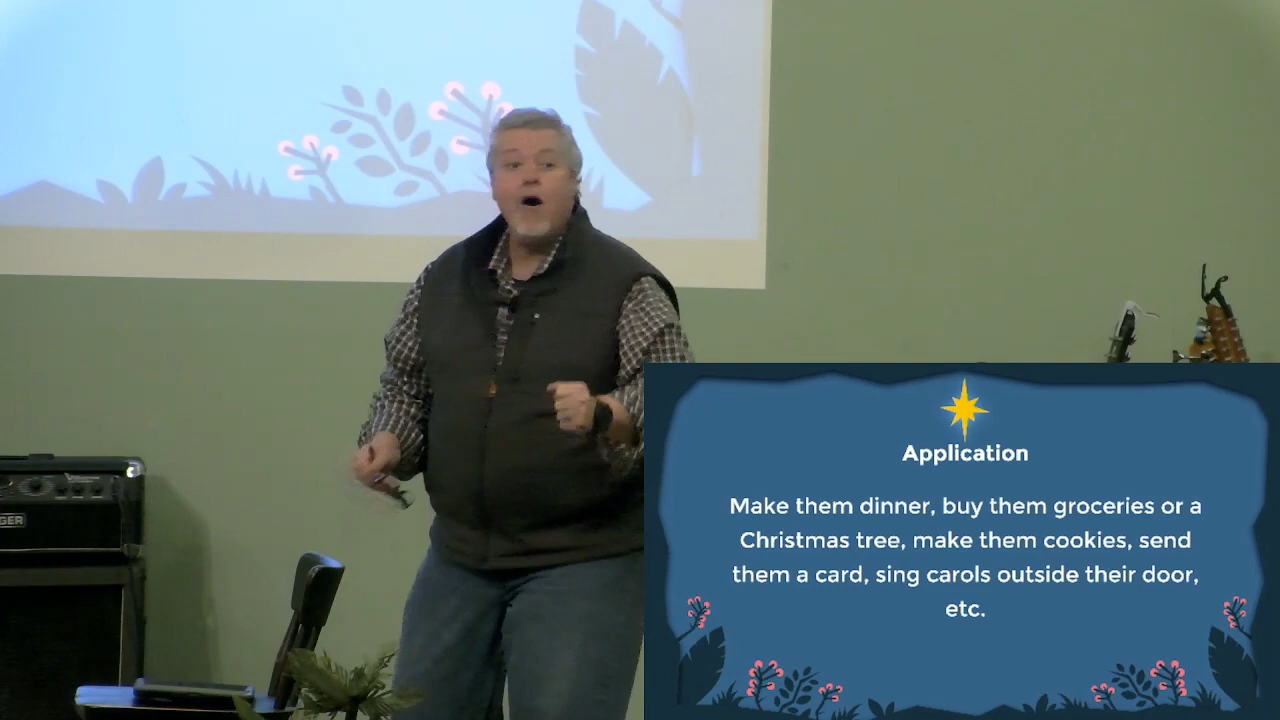 GER
Application
Make them dinner, buy them groceries or a
Christmas tree, make them cookies, send
them a card, sing carols outside their door,
etc.